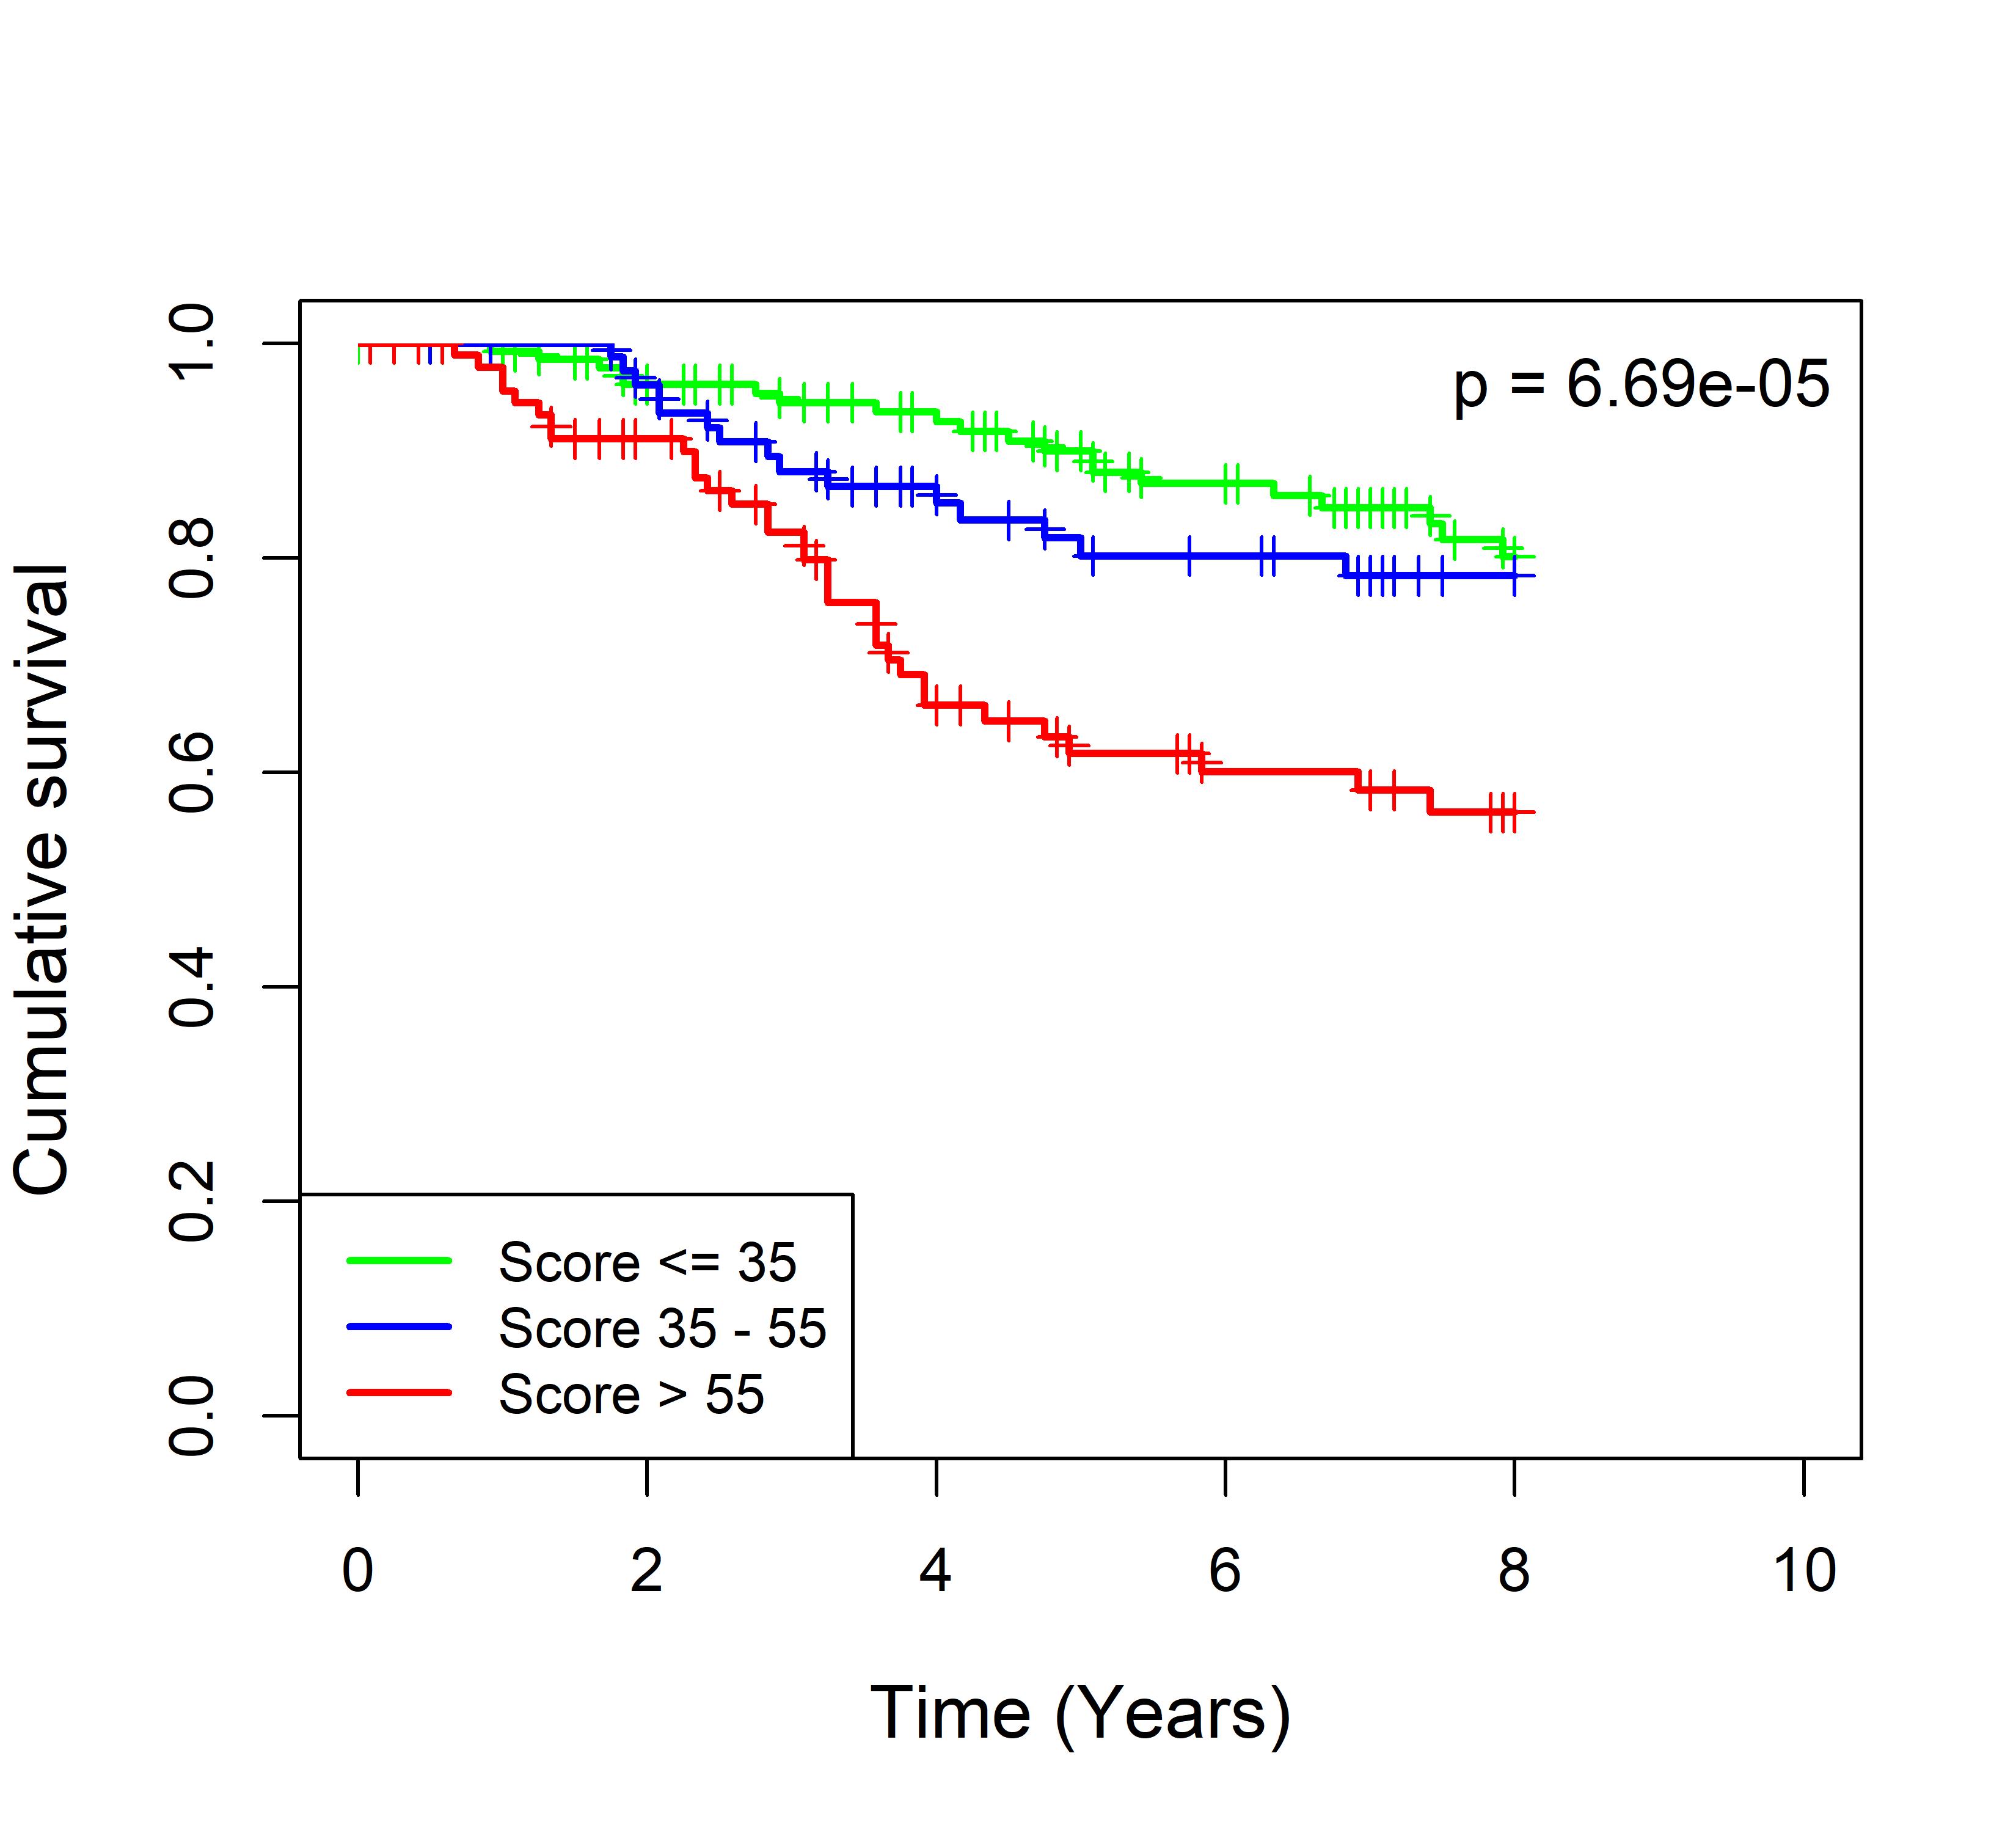 p = 6.69e-05
Cumulative survival
1.0
0.8
0.6
0.4
0.2
0.0
Score <= 35
Score 35 - 55
Score > 55
0 2 4 6 8 10
Time (Years)